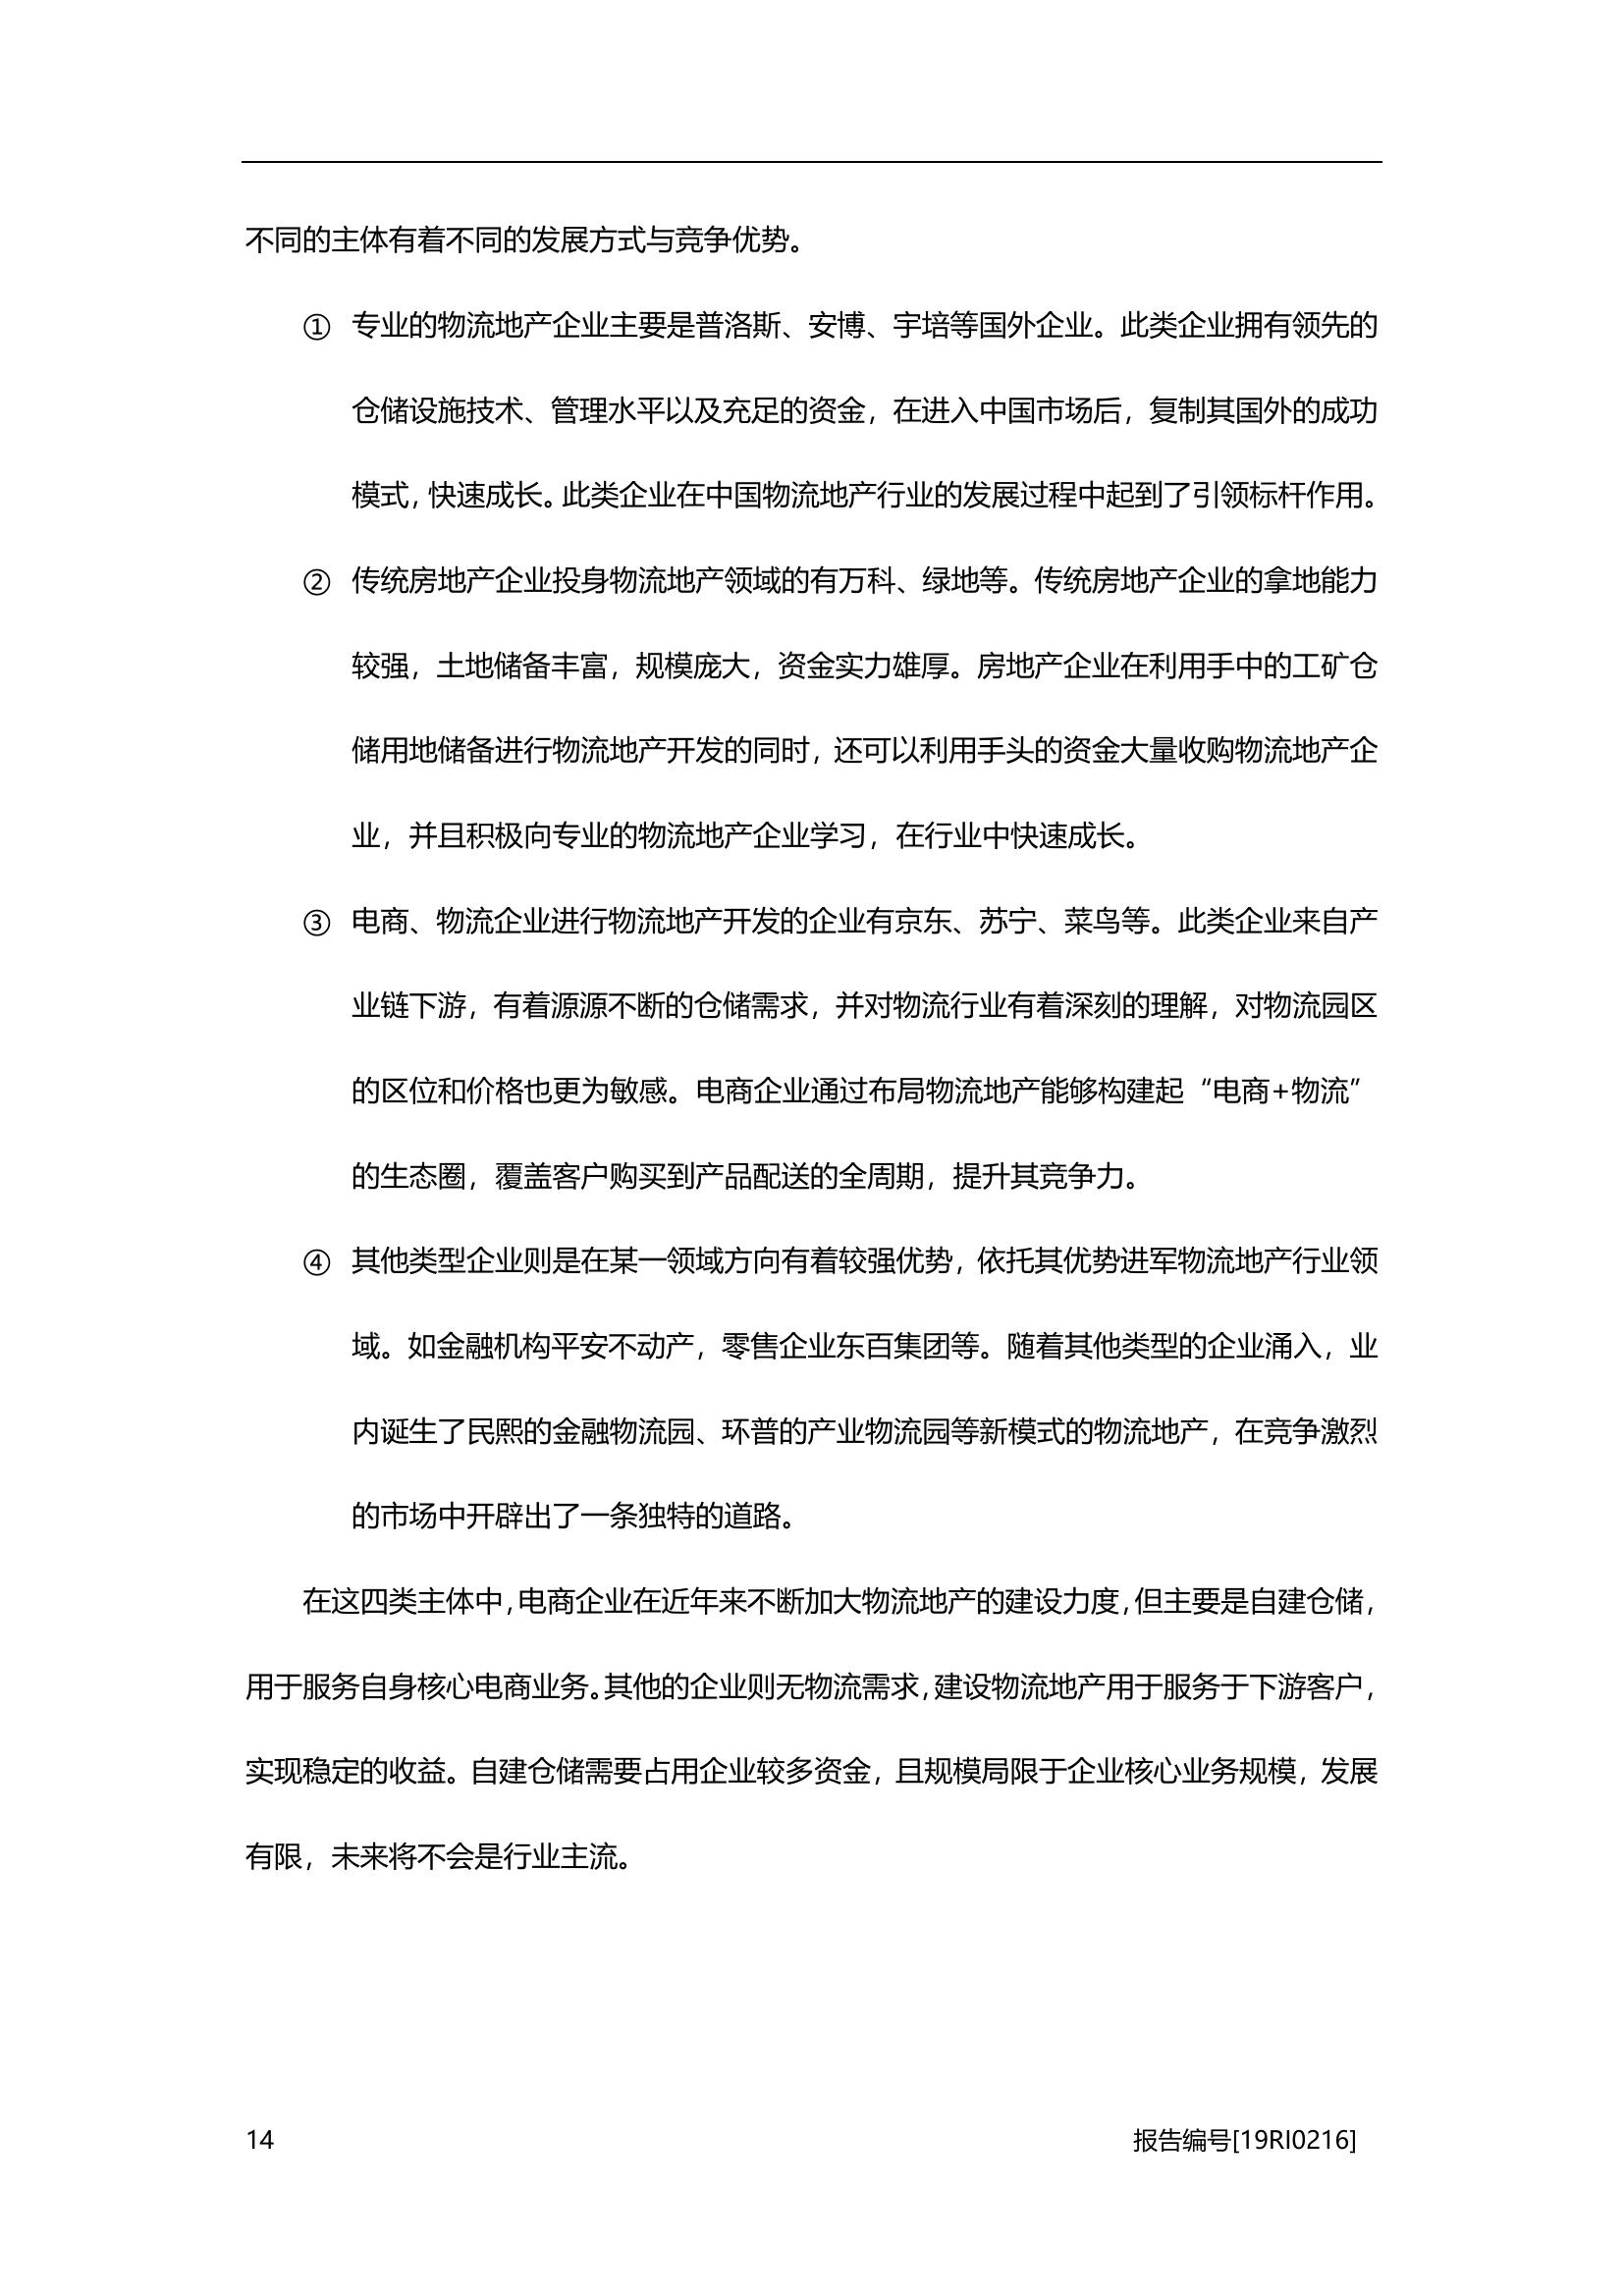 不同的主体有着不同的发展方式与竞争优势。
① 专业的物流地产企业主要是普洛斯、安博、宇培等国外企业。此类企业拥有领先的
仓储设施技术、管理水平以及充足的资金，在进入中国市场后，复制其国外的成功
模式，快速成长。此类企业在中国物流地产行业的发展过程中起到了引领标杆作用。
② 传统房地产企业投身物流地产领域的有万科、绿地等。传统房地产企业的拿地能力
较强，土地储备丰富，规模庞大，资金实力雄厚。房地产企业在利用手中的工矿仓
储用地储备进行物流地产开发的同时，还可以利用手头的资金大量收购物流地产企
业，并且积极向专业的物流地产企业学习，在行业中快速成长。
③ 电商、物流企业进行物流地产开发的企业有京东、苏宁、菜鸟等。此类企业来自产
业链下游，有着源源不断的仓储需求，并对物流行业有着深刻的理解，对物流园区
的区位和价格也更为敏感。电商企业通过布局物流地产能够构建起“电商+物流”
的生态圈，覆盖客户购买到产品配送的全周期，提升其竞争力。
④ 其他类型企业则是在某一领域方向有着较强优势，依托其优势进军物流地产行业领
域。如金融机构平安不动产，零售企业东百集团等。随着其他类型的企业涌入，业
内诞生了民熙的金融物流园、环普的产业物流园等新模式的物流地产，在竞争激烈
的市场中开辟出了一条独特的道路。
在这四类主体中，电商企业在近年来不断加大物流地产的建设力度，但主要是自建仓储，
用于服务自身核心电商业务。其他的企业则无物流需求，建设物流地产用于服务于下游客户，
实现稳定的收益。自建仓储需要占用企业较多资金，且规模局限于企业核心业务规模，发展
有限，未来将不会是行业主流。
14 报告编号[19RI0216]